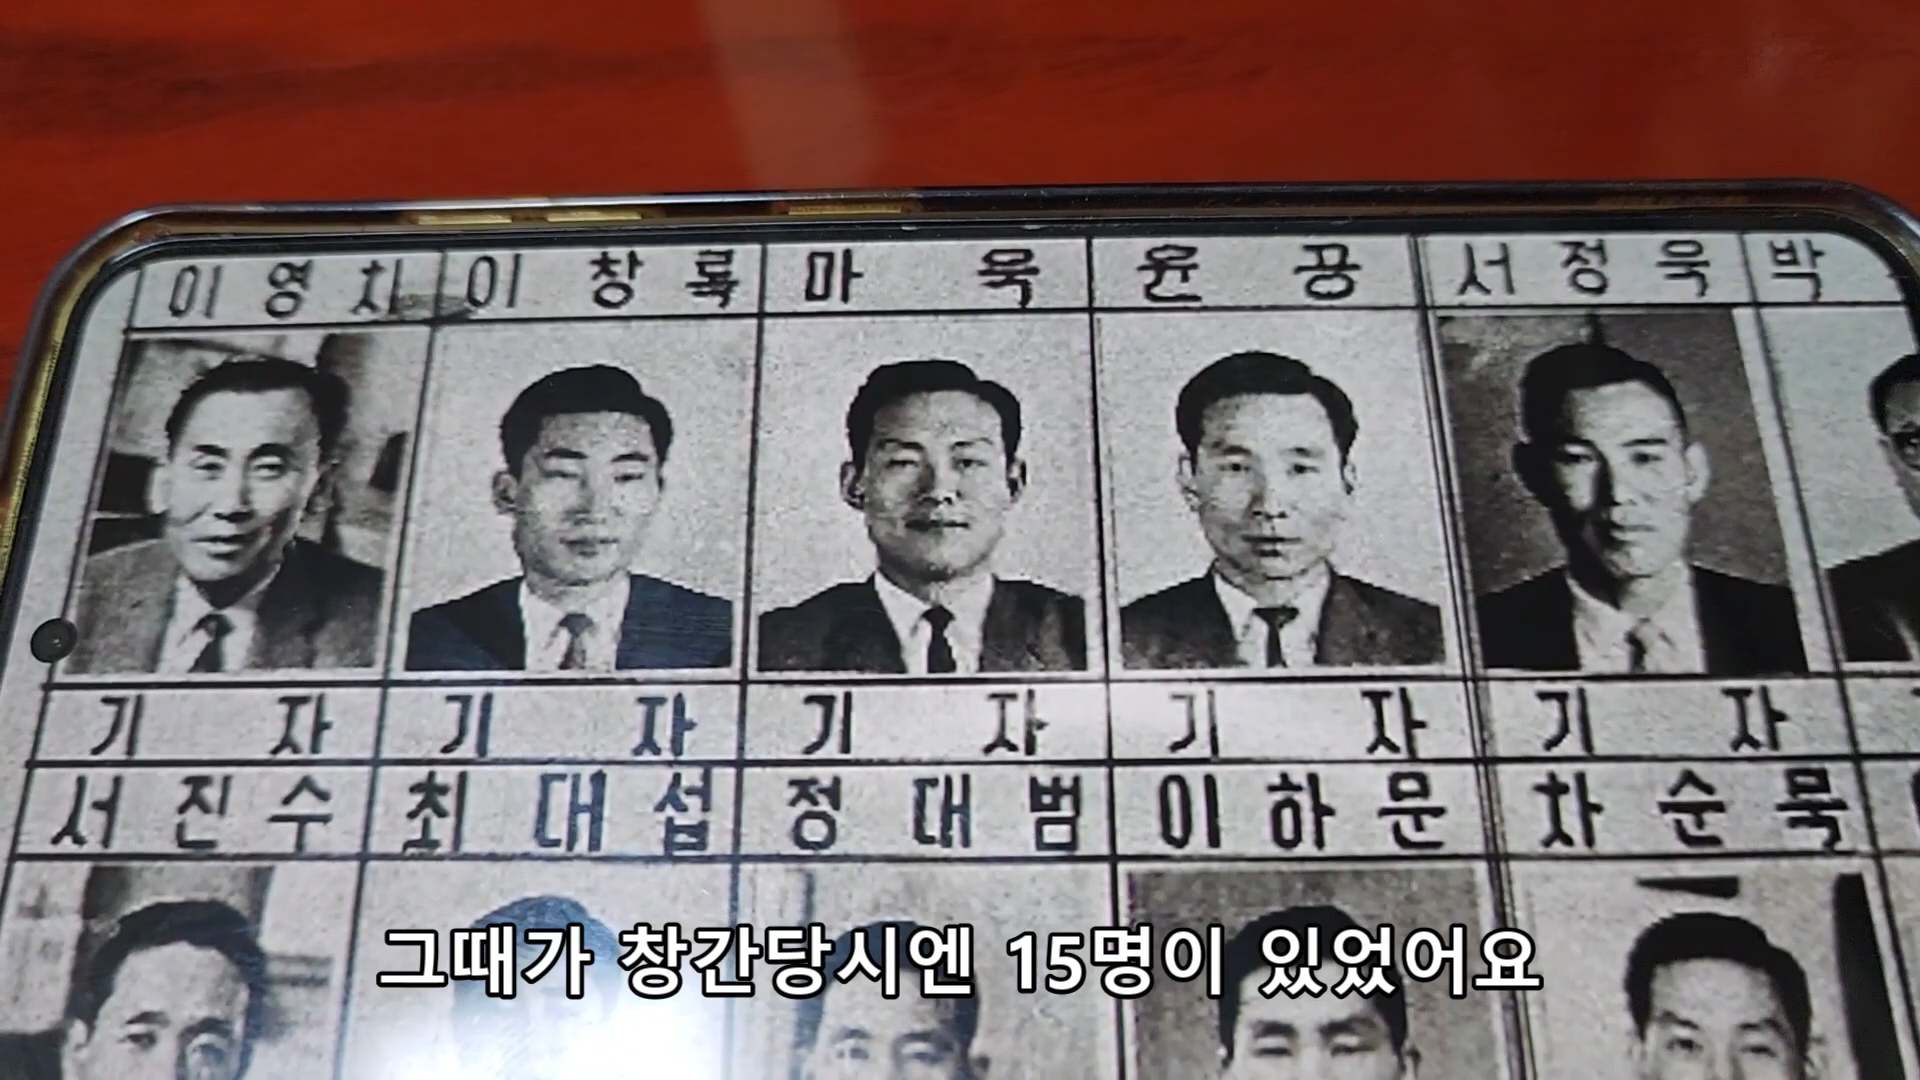 이영차 이창록 마욱 윤공 서정욱 박
기자 기자 기자 기자 기자
서진수 최대섭 정대범 이하문 차순묵
그때가 창간당시엔 15명이 있었어요